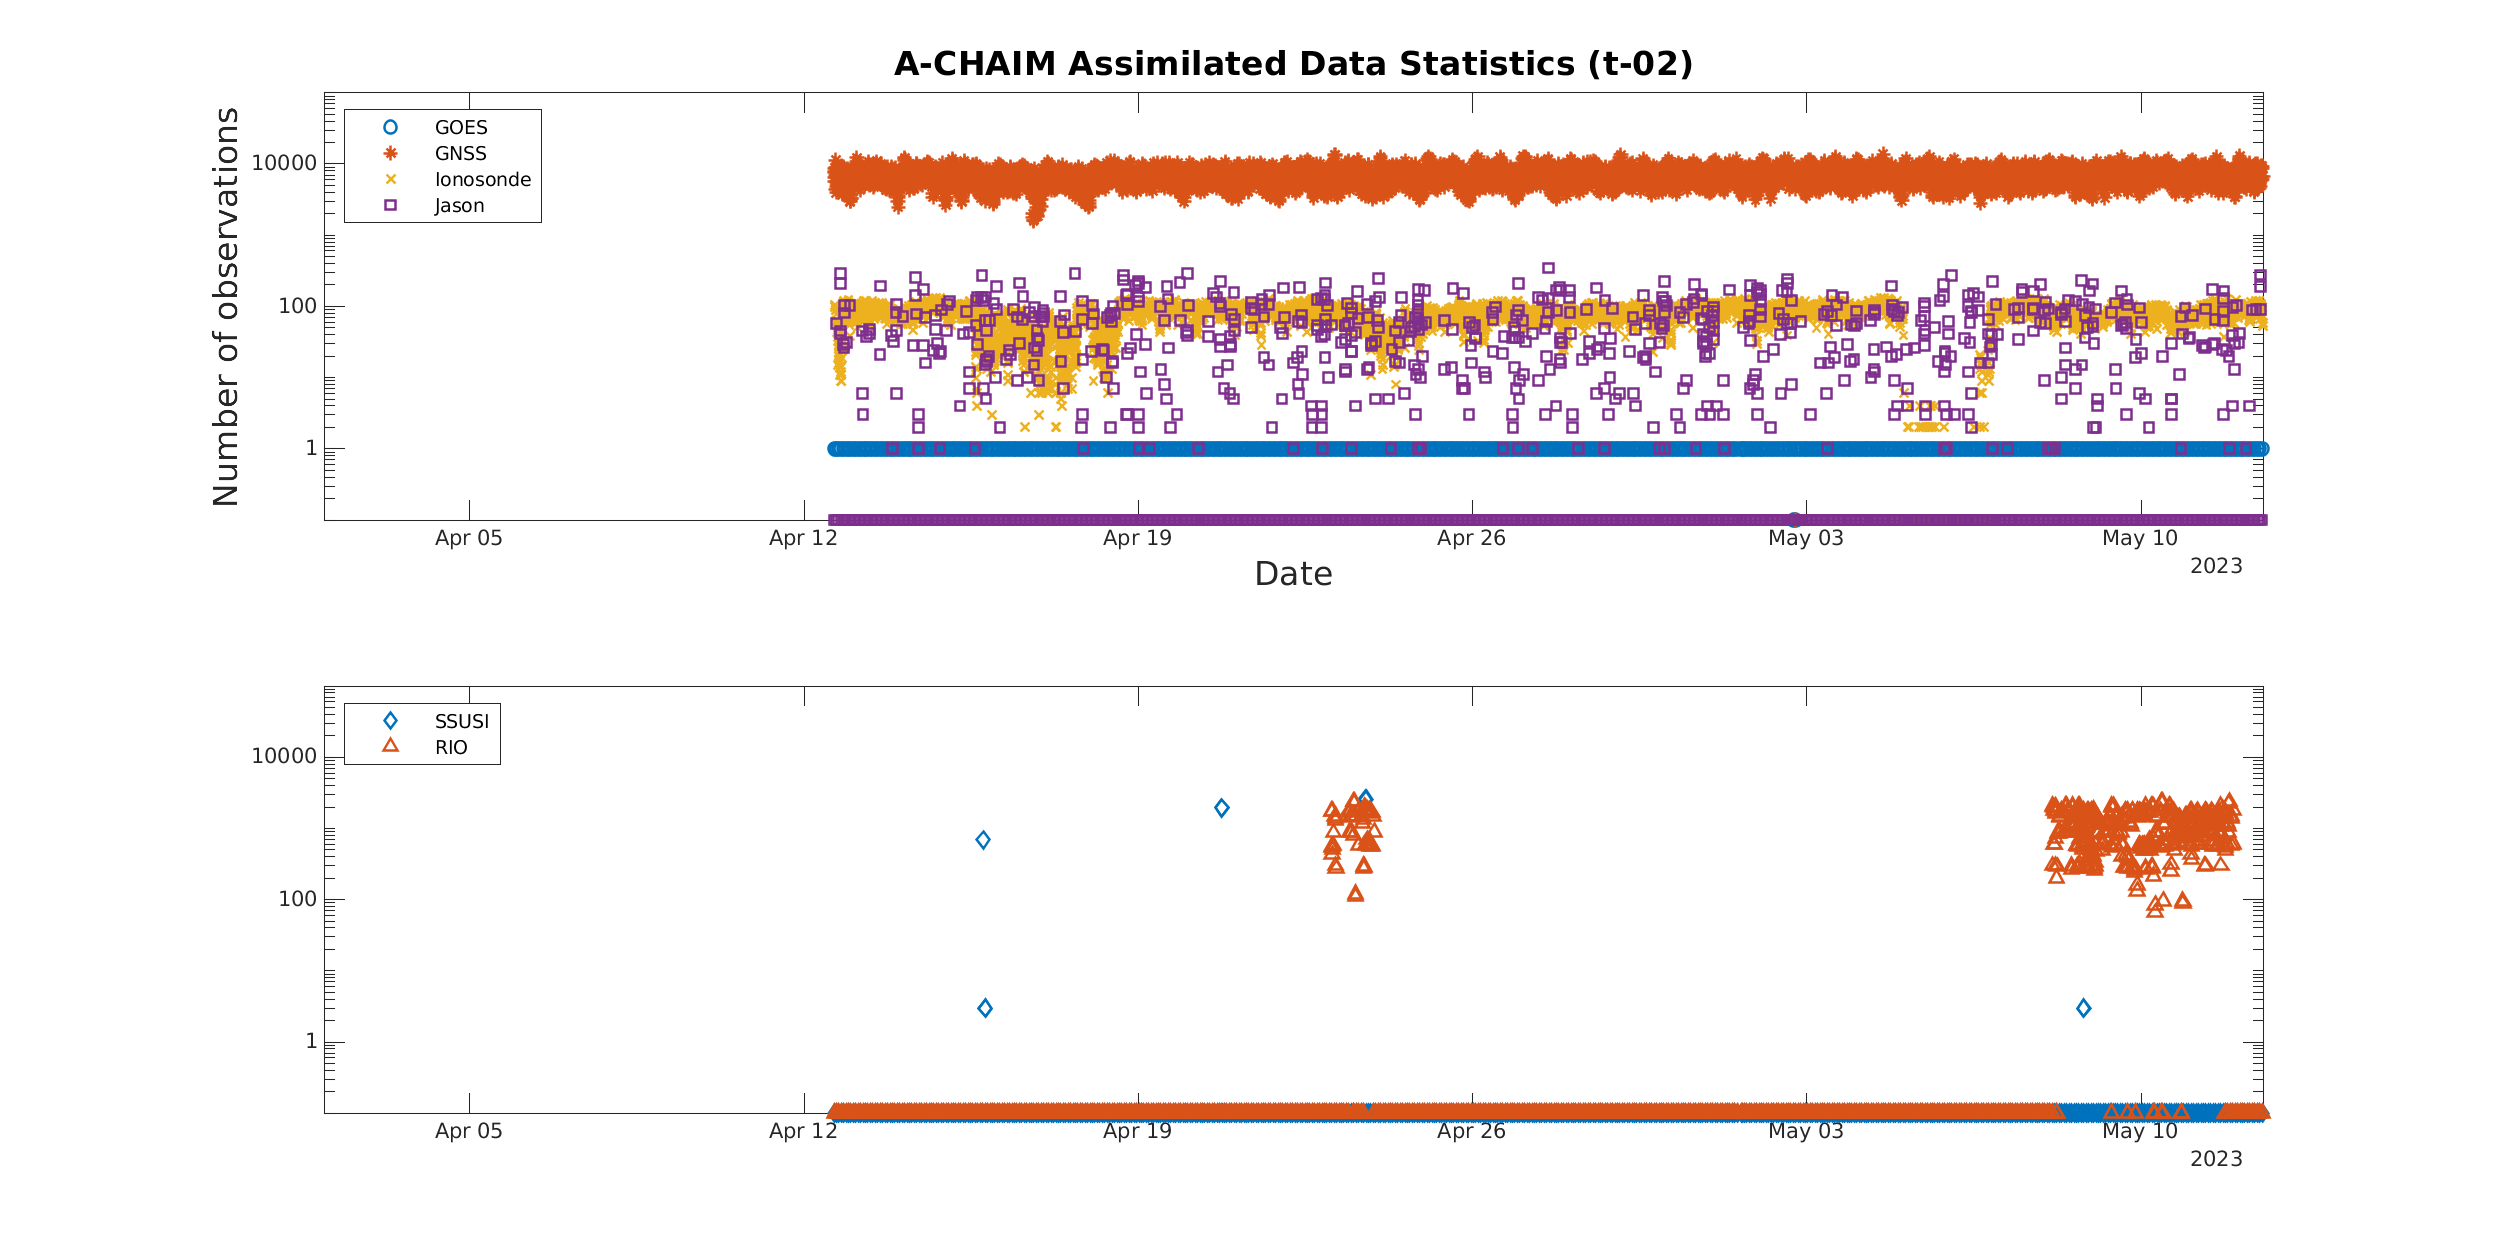 A-CHAIM Assimilated Data Statistics (t-02)
Number of observations
GOES
GNSS
Ionosonde
Jason
10000
100
1
Apr 05 Apr 12 Apr 19 Apr 26 May 03 May 10
2023
Date
SSUSI
RIO
10000
100
1
Apr 05 Apr 12 Apr 19 Apr 26 May 03 May 10
2023